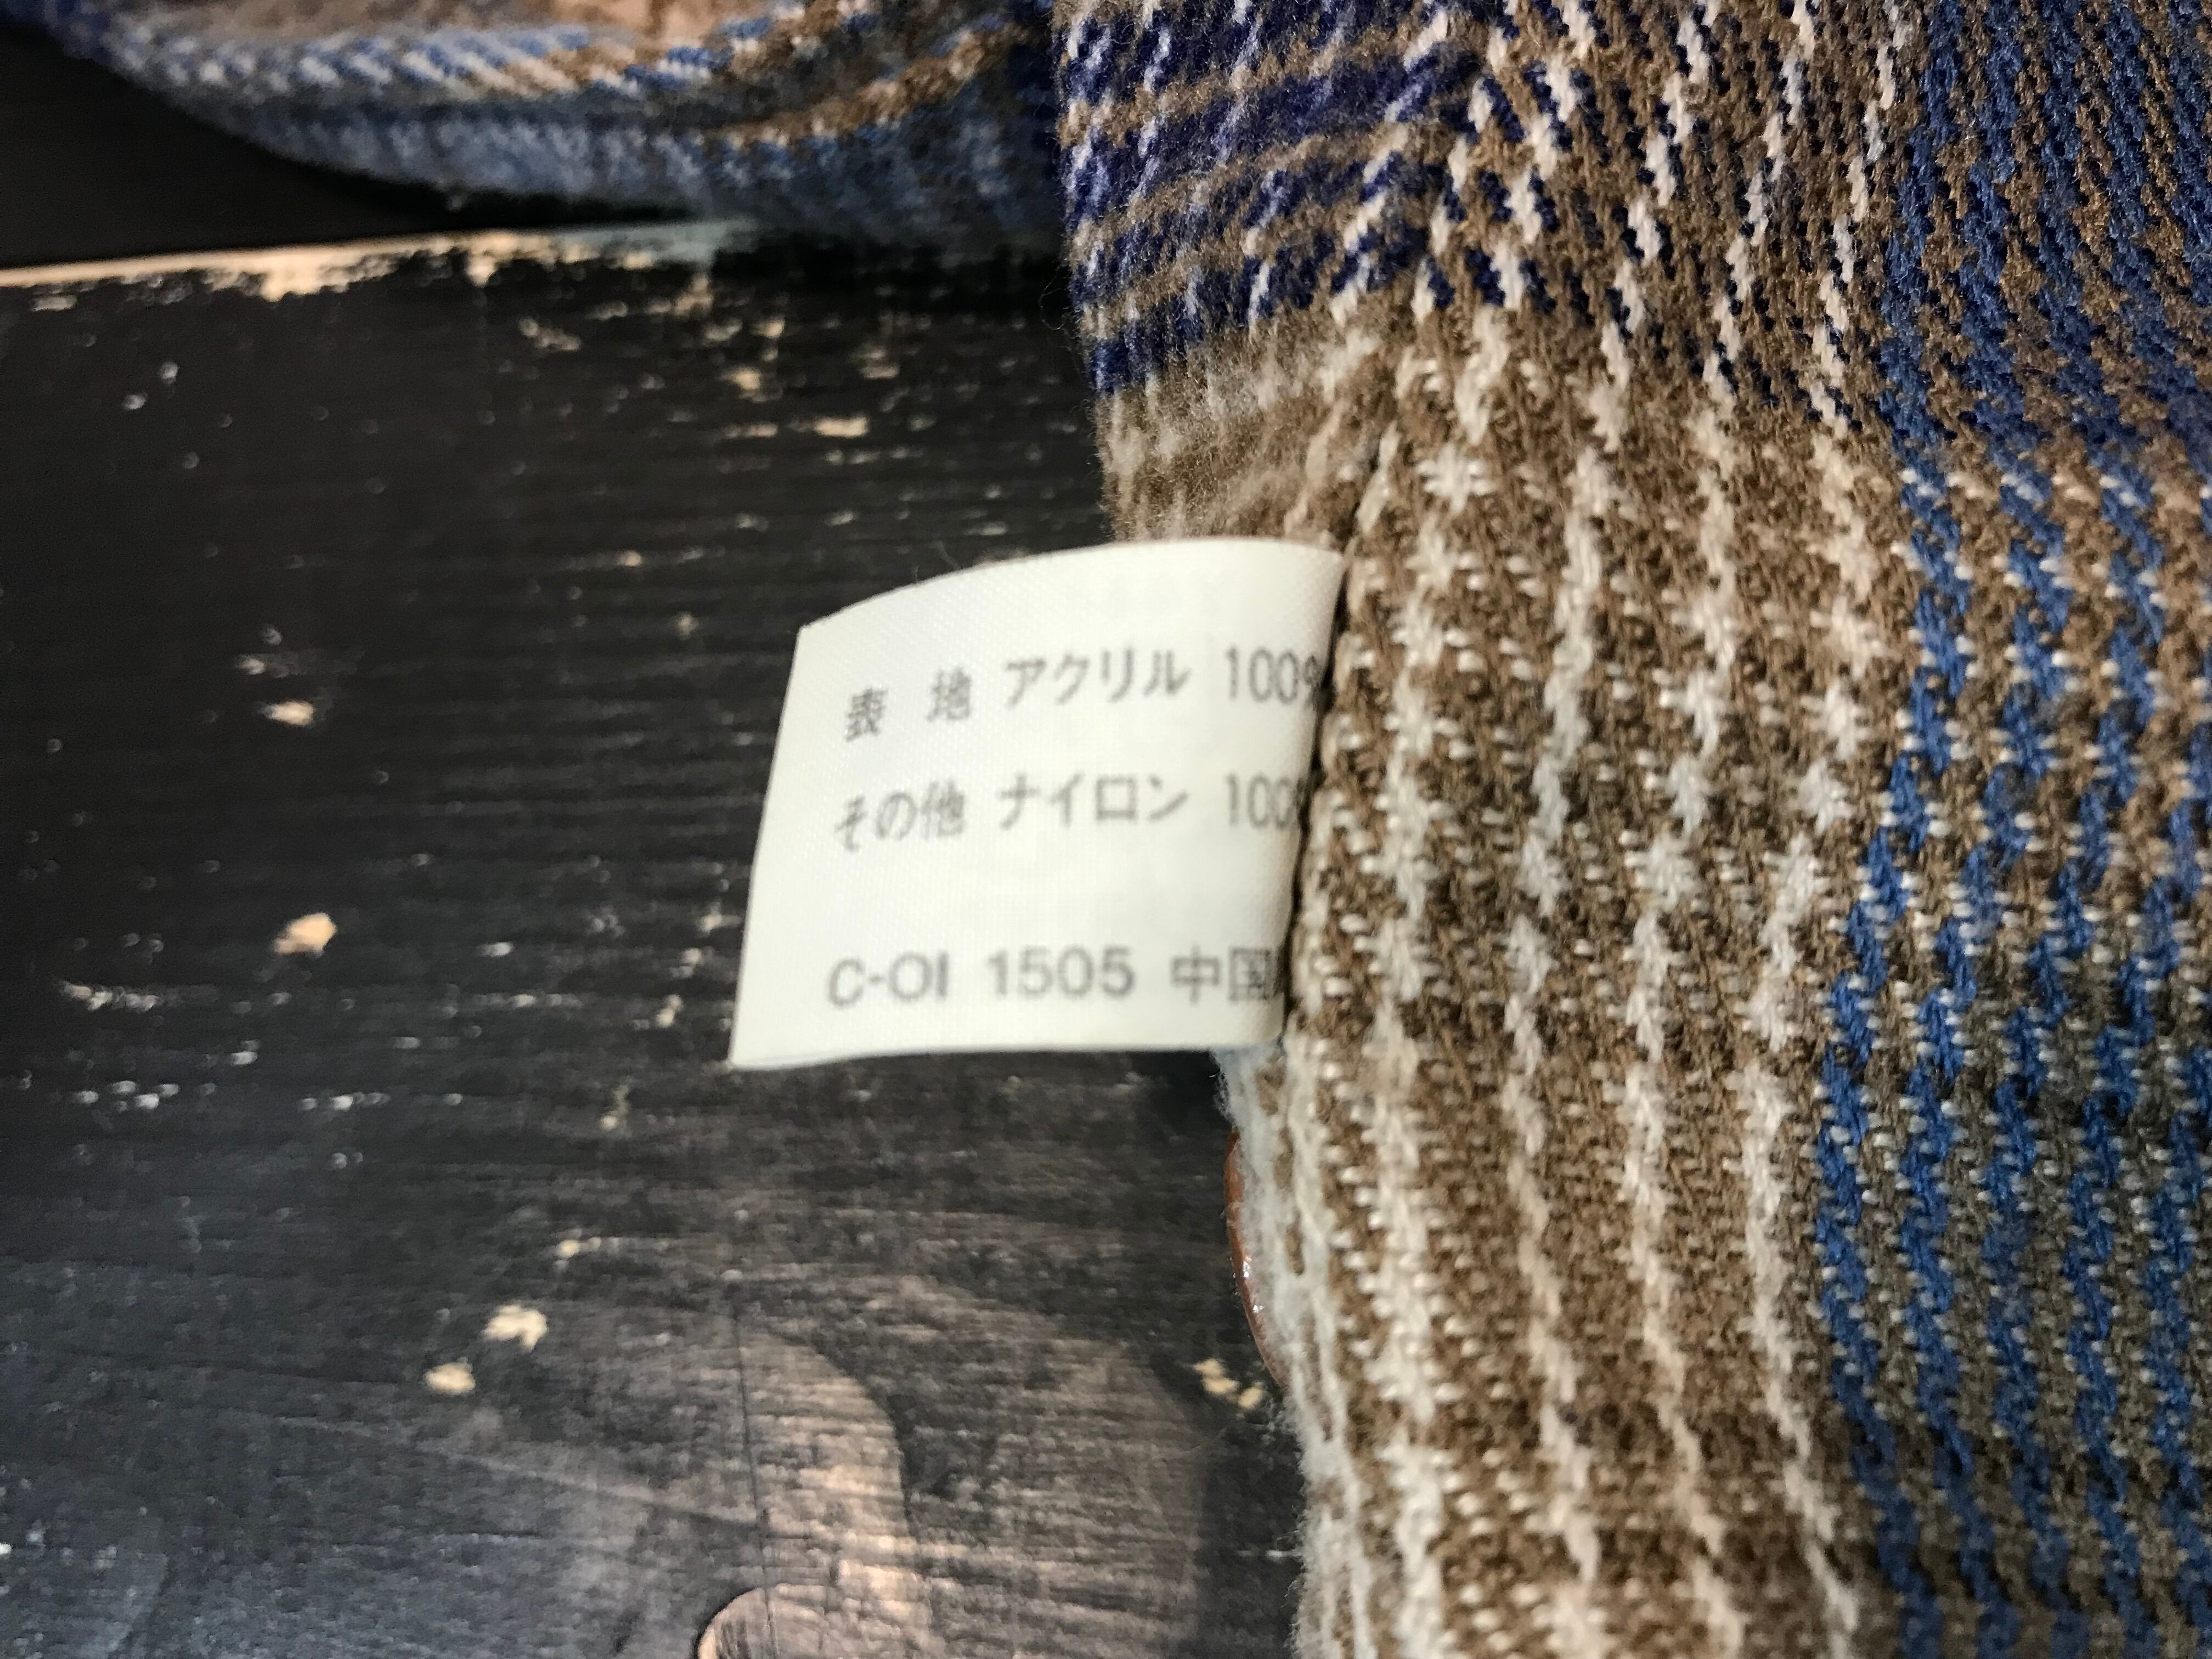 表地 アクリル 100%
その他 ナイロン 100
C-OI 1505 中国